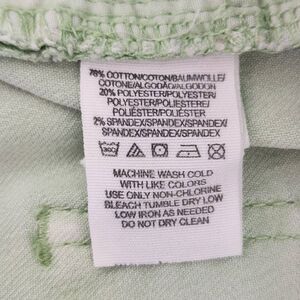 78% COTTON/COTON/BAUMWOLLE/
COTONE/ALGODÃO/ALGODON
20% POLYESTER/POLYESTER/
POLYESTER/POLIESTERE/
POLIÉSTER/POLIÉSTER
2% SPANDEX/SPANDEX/SPANDEX/
SPANDEX/SPANDEX/SPANDEX
MACHINE WASH COLD
WITH LIKE COLORS
USE ONLY NON-CHLORINE
BLEACH TUMBLE DRY LOW
LOW IRON AS NEEDED
DO NOT DRY CLEAN